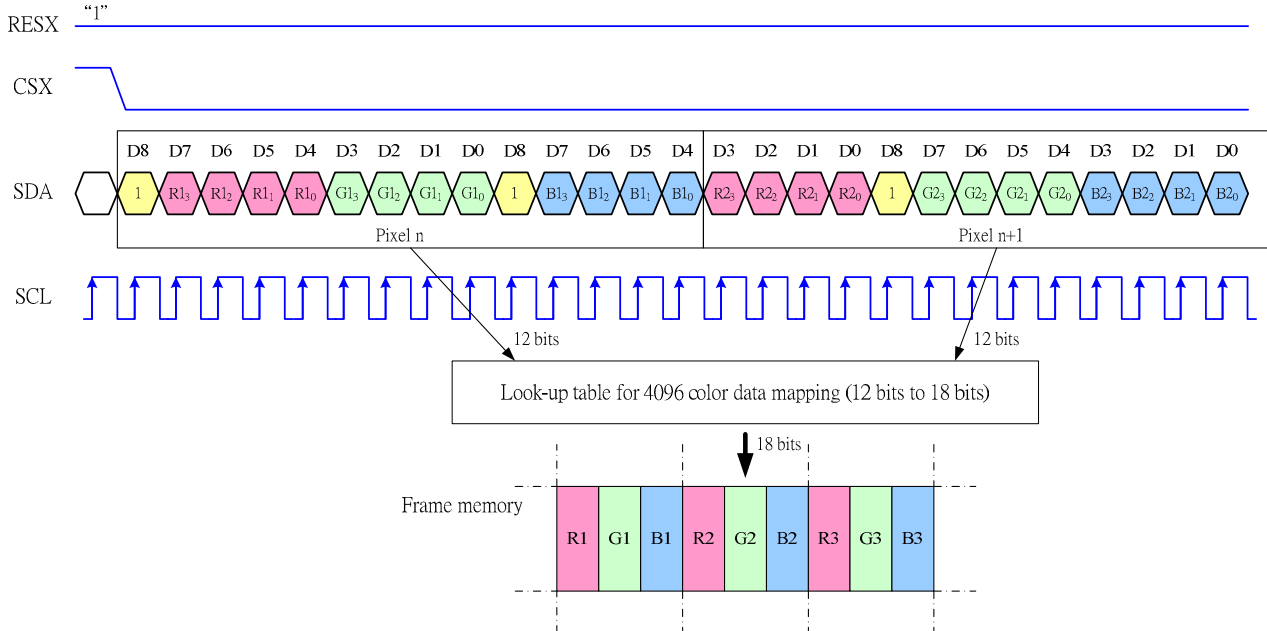 RESX “1”
CSX
D8 D7 D6 D5 D4 D3 D2 D1 D0 D8 D7 D6 D5 D4 D3 D2 D1 D0 D8 D7 D6 D5 D4 D3 D2 D1 D0
SDA 1 R1₃ R1₂ R1₁ R1₀ G1₃ G1₂ G1₁ G1₀ 1 B1₃ B1₂ B1₁ B1₀ R2₃ R2₂ R2₁ R2₀ 1 G2₃ G2₂ G2₁ G2₀ B2₃ B2₂ B2₁ B2₀
Pixel n Pixel n+1
SCL
12 bits 12 bits
Look-up table for 4096 color data mapping (12 bits to 18 bits)
18 bits
Frame memory
R1 G1 B1 R2 G2 B2 R3 G3 B3